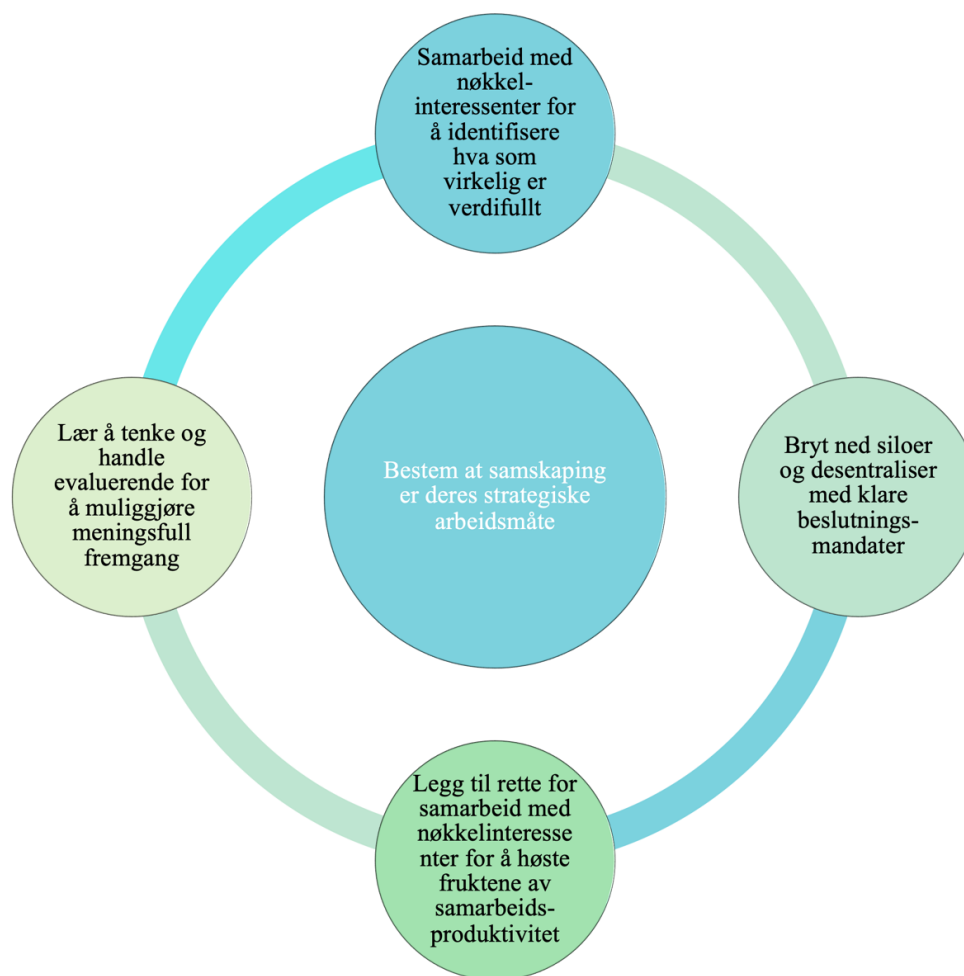 Samarbeid med
nøkkel-
interessenter for
å identifisere
hva som
virkelig er
verdifullt
Bryt ned siloer
og desentraliser
med klare
beslutnings-
mandater
Legg til rette for
samarbeid med
nøkkelinteresse
nter for å høste
fruktene av
samarbeids-
produktivitet
Lær å tenke og
handle
evaluerende for
å muliggjøre
meningsfull
fremgang
Bestem at samskaping
er deres strategiske
arbeidsmåte